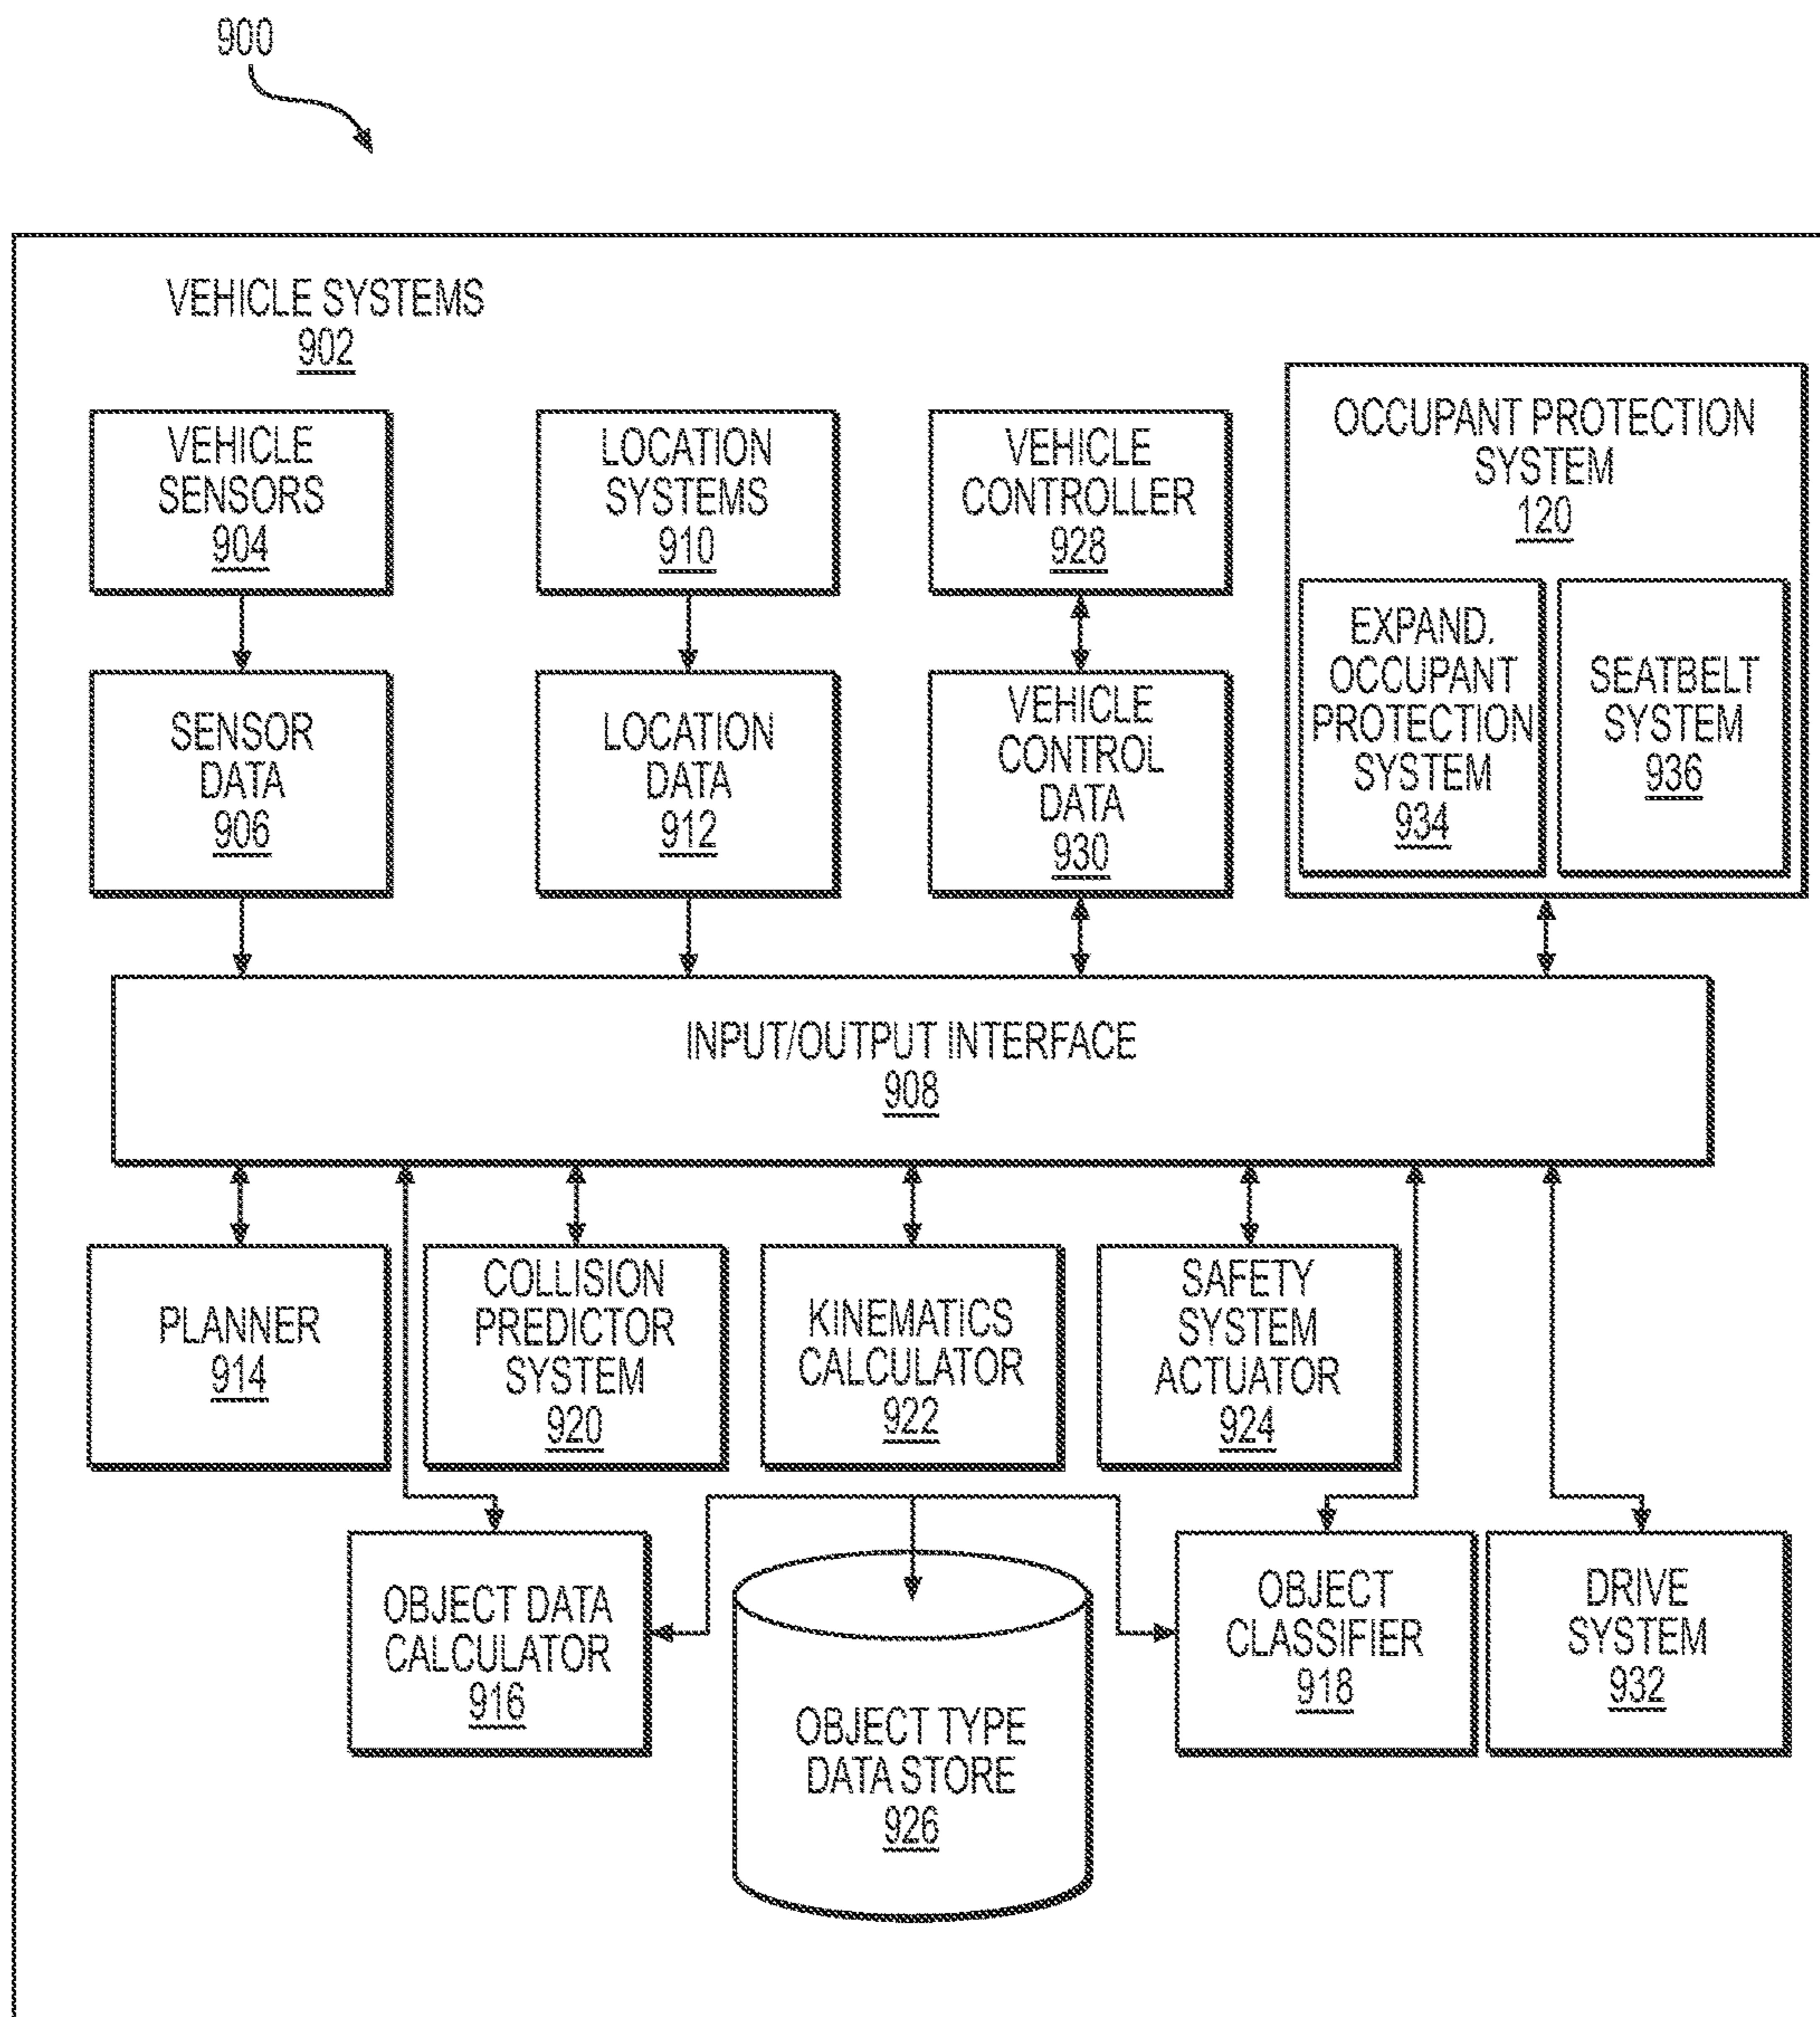 900
VEHICLE SYSTEMS
902
VEHICLE
SENSORS
904
LOCATION
SYSTEMS
910
VEHICLE
CONTROLLER
928
OCCUPANT PROTECTION
SYSTEM
120
EXPAND.
OCCUPANT
PROTECTION
SYSTEM
934
SEATBELT
SYSTEM
936
SENSOR
DATA
906
LOCATION
DATA
912
VEHICLE
CONTROL
DATA
930
INPUT/OUTPUT INTERFACE
908
PLANNER
914
COLLISION
PREDICTOR
SYSTEM
920
KINEMATICS
CALCULATOR
922
SAFETY
SYSTEM
ACTUATOR
924
OBJECT DATA
CALCULATOR
916
OBJECT TYPE
DATA STORE
926
OBJECT
CLASSIFIER
918
DRIVE
SYSTEM
932